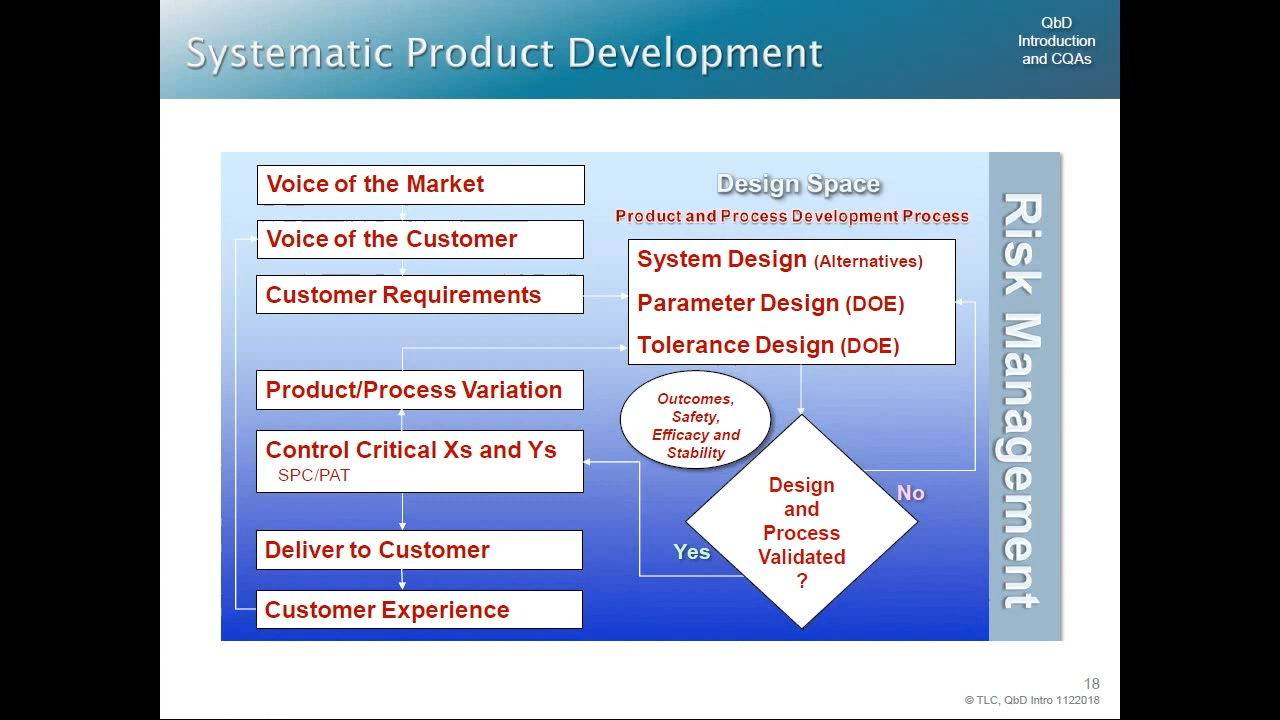 Systematic Product Development
QbD
Introduction
and CQAs
Voice of the Market
Voice of the Customer
Customer Requirements
Product/Process Variation
Control Critical Xs and Ys
SPC/PAT
Deliver to Customer
Customer Experience
Design Space
Product and Process Development Process
System Design (Alternatives)
Parameter Design (DOE)
Tolerance Design (DOE)
Outcomes,
Safety,
Efficacy and
Stability
Design
and
Process
Validated
?
No
Yes
Risk Management
18
© TLC, QbD Intro 1122018